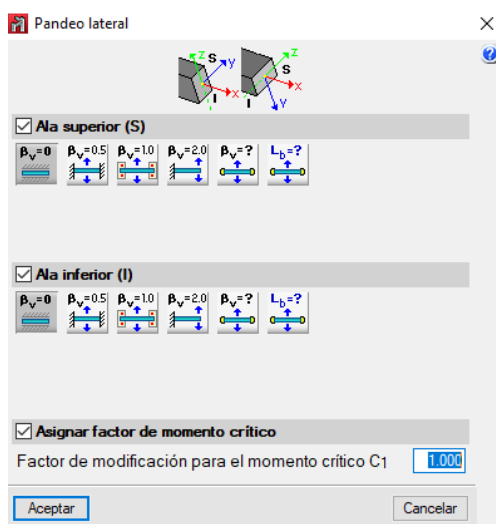 Pandeo lateral
z S y x I
z S x I y
Ala superior (S)
βv=0 βv=0.5 βv=1.0 βv=2.0 βv=? Lb=?
Ala inferior (I)
βv=0 βv=0.5 βv=1.0 βv=2.0 βv=? Lb=?
Asignar factor de momento crítico
Factor de modificación para el momento crítico C1 1.000
Aceptar Cancelar